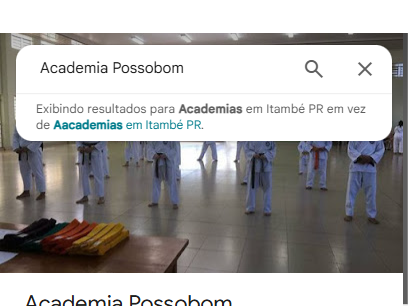 Academia Possobom
Exibindo resultados para Academias em Itambé PR em vez
de Aacademias em Itambé PR.
Academia Possobom